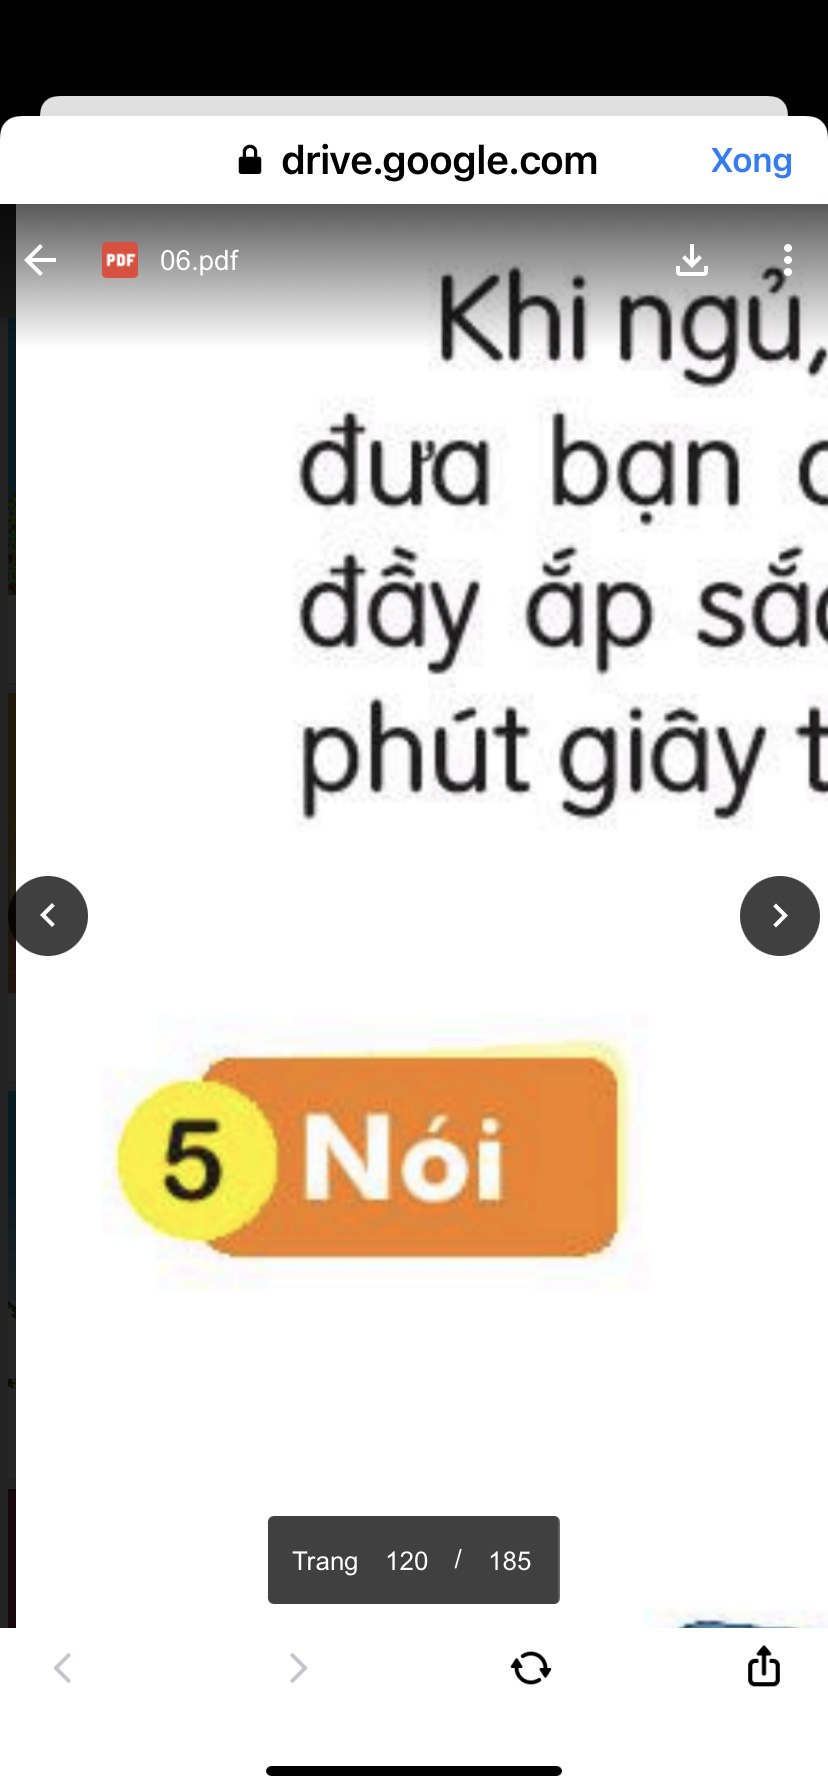 drive.google.com Xong
PDF 06.pdf
Khi ngủ,
đưa bạn
đầy ắp
phút giây
5 Nói
Trang 120 / 185